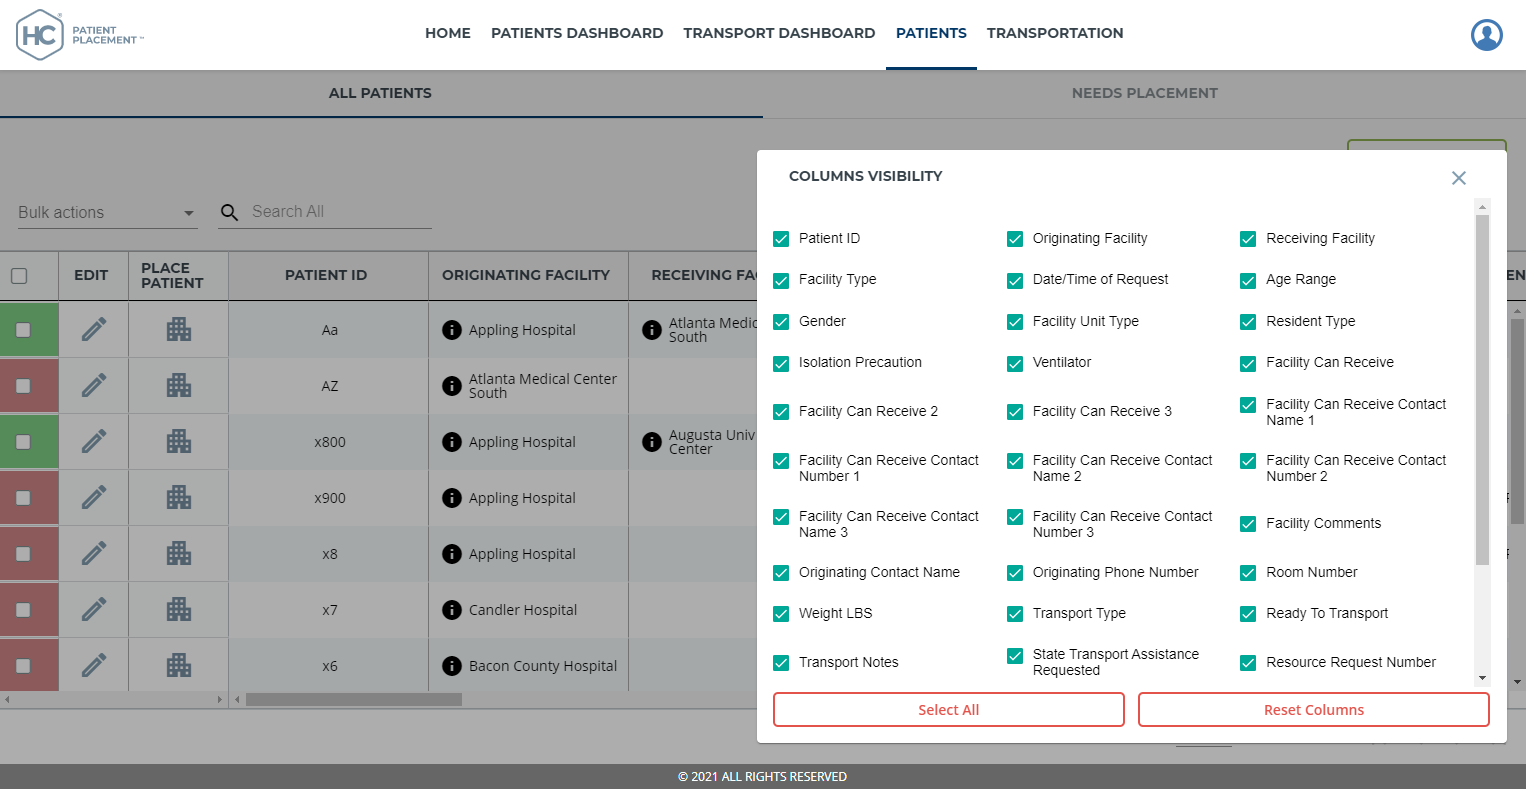 HC
®
PATIENT
PLACEMENT™
HOME PATIENTS DASHBOARD TRANSPORT DASHBOARD PATIENTS TRANSPORTATION
ALL PATIENTS NEEDS PLACEMENT
Bulk actions Search All
EDIT PLACE PATIENT PATIENT ID ORIGINATING FACILITY RECEIVING FA
EN
Aa Appling Hospital Atlanta Medic
South
AZ Atlanta Medical Center
South
x800 Appling Hospital Augusta Univ
Center
x900 Appling Hospital
x8 Appling Hospital
x7 Candler Hospital
x6 Bacon County Hospital
COLUMNS VISIBILITY
Patient ID Originating Facility Receiving Facility
Facility Type Date/Time of Request Age Range
Gender Facility Unit Type Resident Type
Isolation Precaution Ventilator Facility Can Receive
Facility Can Receive 2 Facility Can Receive 3 Facility Can Receive Contact
Name 1
Facility Can Receive Contact
Number 1
Facility Can Receive Contact
Name 2
Facility Can Receive Contact
Number 2
Facility Can Receive Contact
Name 3
Facility Can Receive Contact
Number 3
Facility Comments
Originating Contact Name Originating Phone Number Room Number
Weight LBS Transport Type Ready To Transport
Transport Notes State Transport Assistance
Requested
Resource Request Number
Select All Reset Columns
© 2021 ALL RIGHTS RESERVED